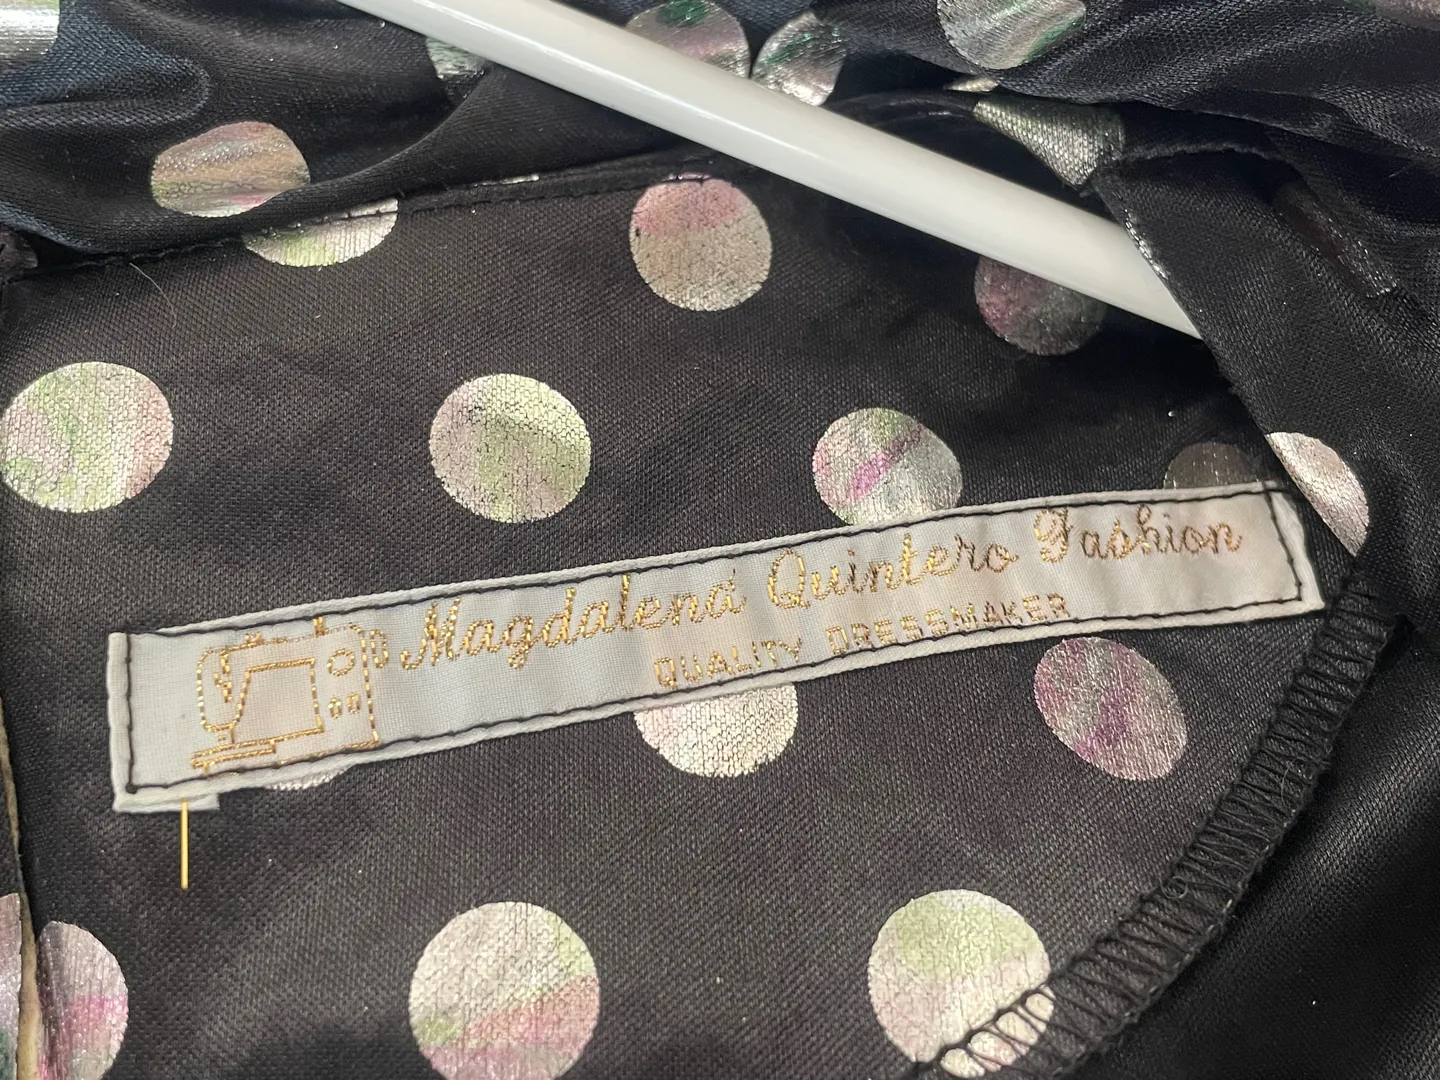 Magdalena Quintero Fashion
QUALITY DRESSMAKER